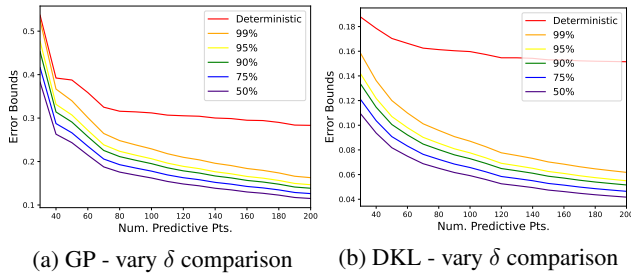 Error Bounds
0.5
0.4
0.3
0.2
0.1
40 60 80 100 120 140 160 180 200
Num. Predictive Pts.
Deterministic
99%
95%
90%
75%
50%
(a) GP - vary δ comparison
Error Bounds
0.18
0.16
0.14
0.12
0.10
0.08
0.06
0.04
40 60 80 100 120 140 160 180 200
Num. Predictive Pts.
Deterministic
99%
95%
90%
75%
50%
(b) DKL - vary δ comparison